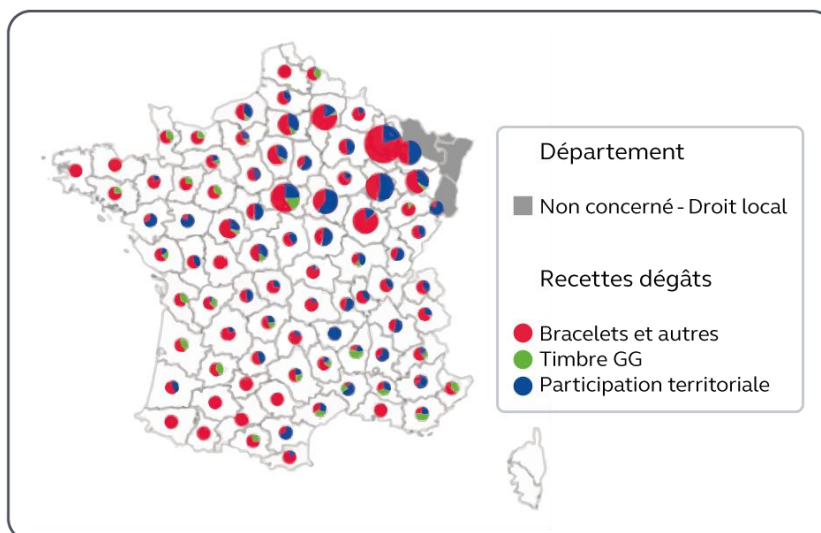 Département
Non concerné - Droit local
Recettes dégâts
Bracelets et autres
Timbre GG
Participation territoriale